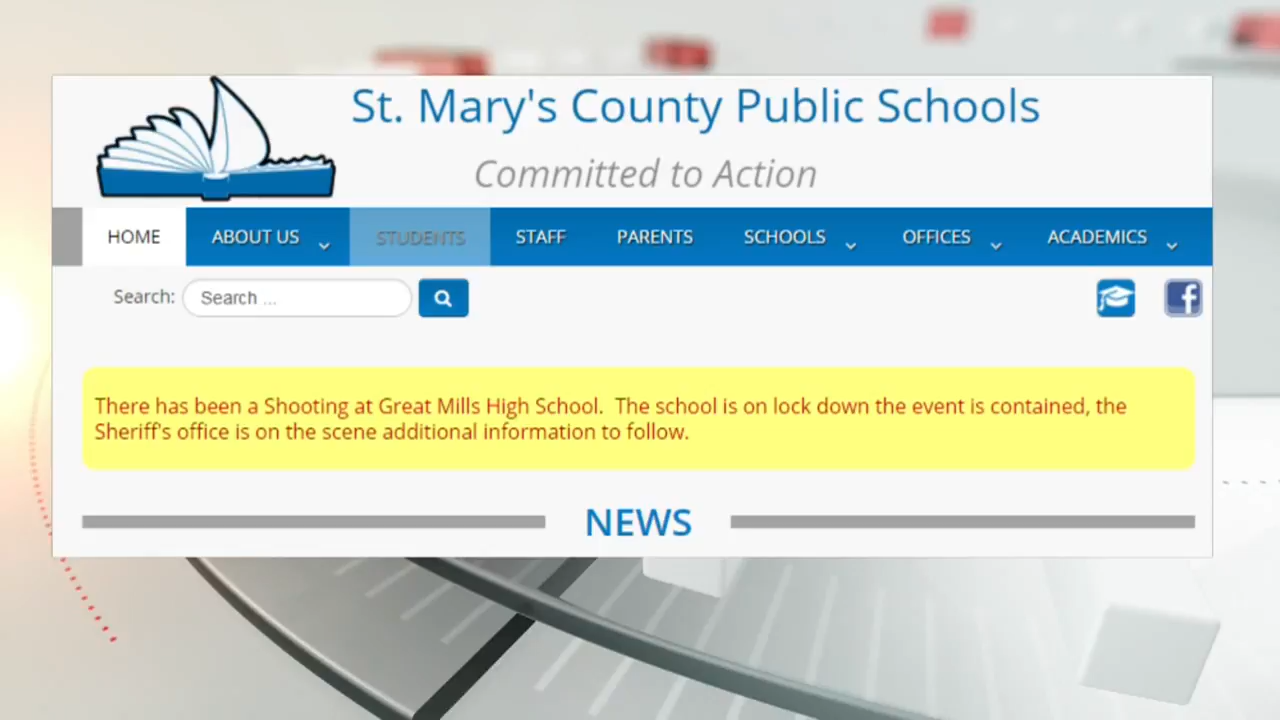 St. Mary's County Public Schools
Committed to Action
HOME ABOUT US STUDENTS STAFF PARENTS SCHOOLS OFFICES ACADEMICS
Search: Search ...
f
There has been a Shooting at Great Mills High School.  The school is on lock down the event is contained, the
Sheriff's office is on the scene additional information to follow.
NEWS